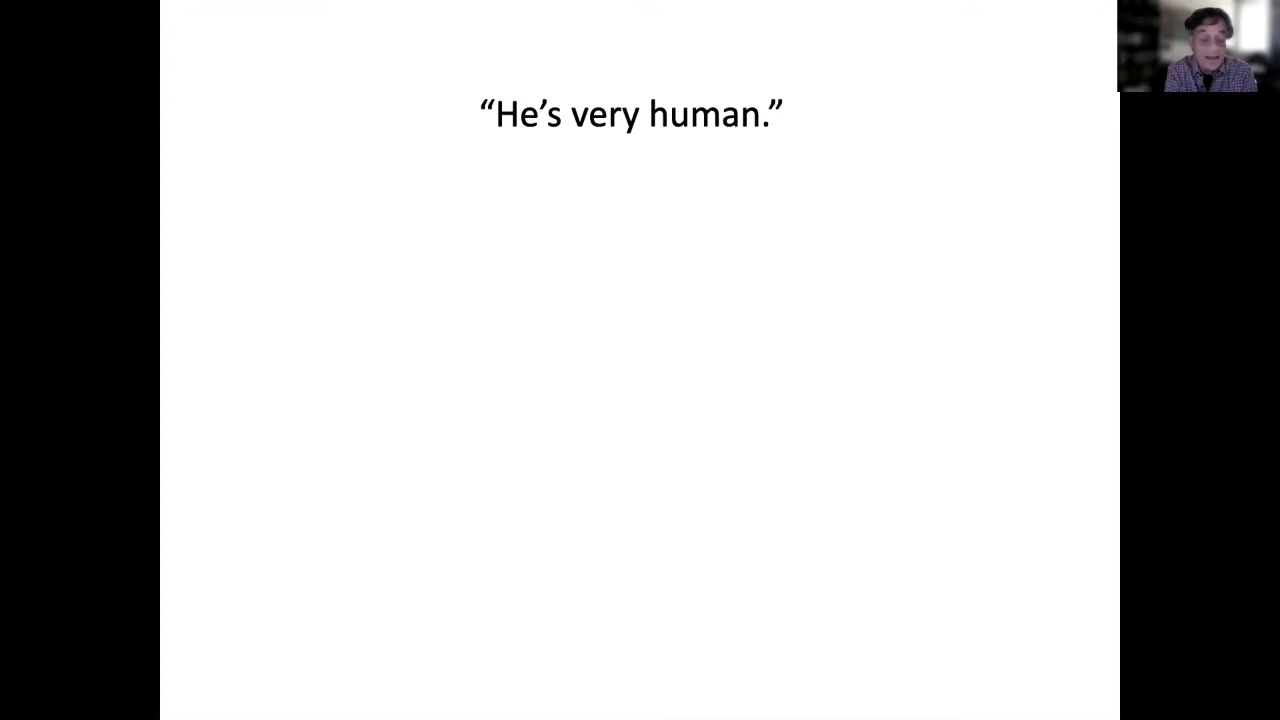 “He’s very human.”